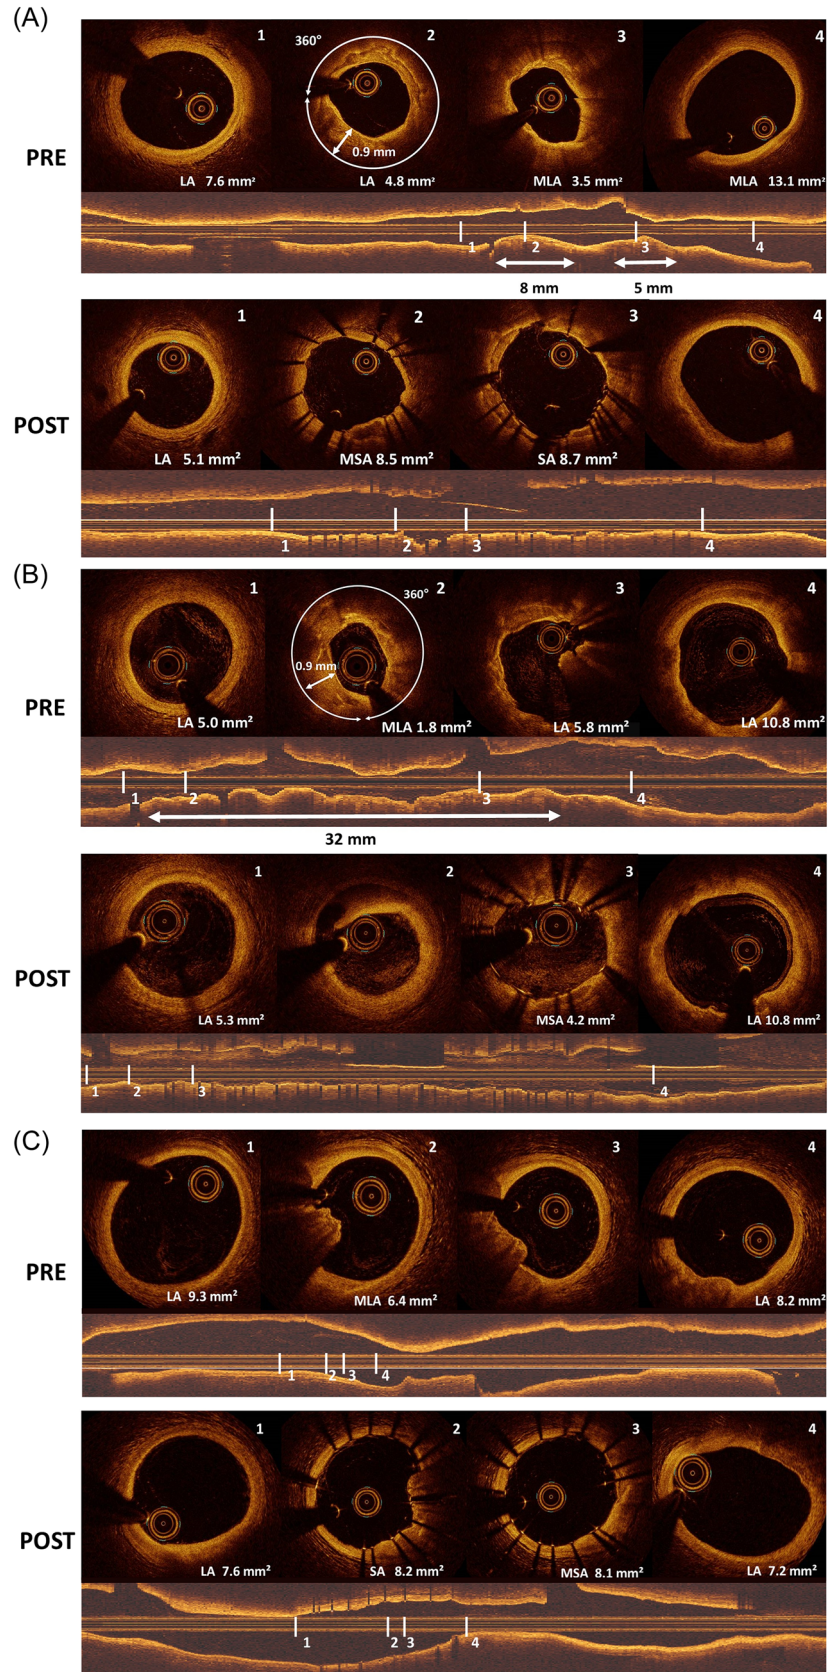 (A)
PRE
1
2
3
4
360°
0.9 mm
LA 7.6 mm²
LA 4.8 mm²
MLA 3.5 mm²
MLA 13.1 mm²
1
2
3
4
8 mm
5 mm
POST
1
2
3
4
LA 5.1 mm²
MSA 8.5 mm²
SA 8.7 mm²
1
2
3
4
(B)
PRE
1
2
3
4
360°
0.9 mm
LA 5.0 mm²
MLA 1.8 mm²
LA 5.8 mm²
LA 10.8 mm²
1
2
3
4
32 mm
POST
1
2
3
4
LA 5.3 mm²
MSA 4.2 mm²
LA 10.8 mm²
1
2
3
4
(C)
PRE
1
2
3
4
LA 9.3 mm²
MLA 6.4 mm²
LA 8.2 mm²
1
2
3
4
POST
1
2
3
4
LA 7.6 mm²
SA 8.2 mm²
MSA 8.1 mm²
LA 7.2 mm²
1
2
3
4